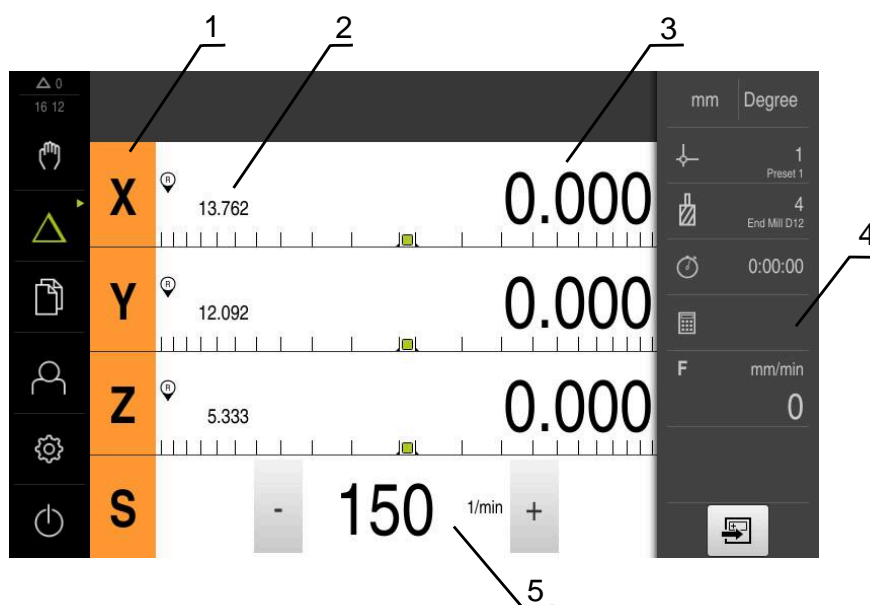 1 2 3
0
16 12
mm Degree
X R 13.762 0.000
1
Preset 1
4
End Mill D12
4
Y R 12.092 0.000
0:00:00
Z R 5.333 0.000
F mm/min
0
S - 150 1/min +
5